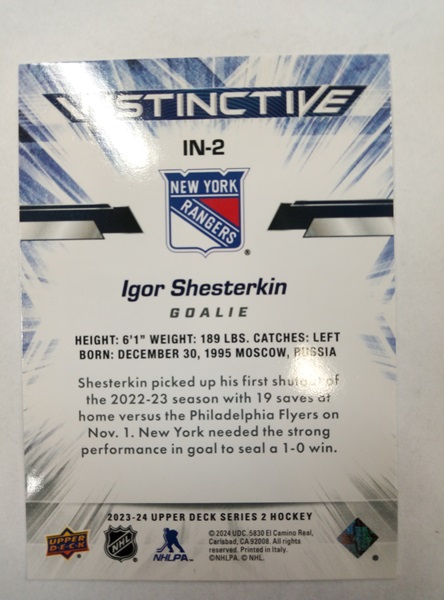 INSTINCTIVE
IN-2
NEW YORK
RANGERS
®
Igor Shesterkin
GOALIE
HEIGHT: 6'1" WEIGHT: 189 LBS. CATCHES: LEFT
BORN: DECEMBER 30, 1995 MOSCOW, RUSSIA
Shesterkin picked up his first shutout of
the 2022-23 season with 19 saves at
home versus the Philadelphia Flyers on
Nov. 1. New York needed the strong
performance in goal to seal a 1-0 win.
2023-24 UPPER DECK SERIES 2 HOCKEY
UPPER DECK
NHL
NHLPA
© 2024 UDC. 5830 El Camino Real,
Carlsbad, CA 92008. All rights
reserved. Printed in Italy.
©NHLPA. © NHL.
®